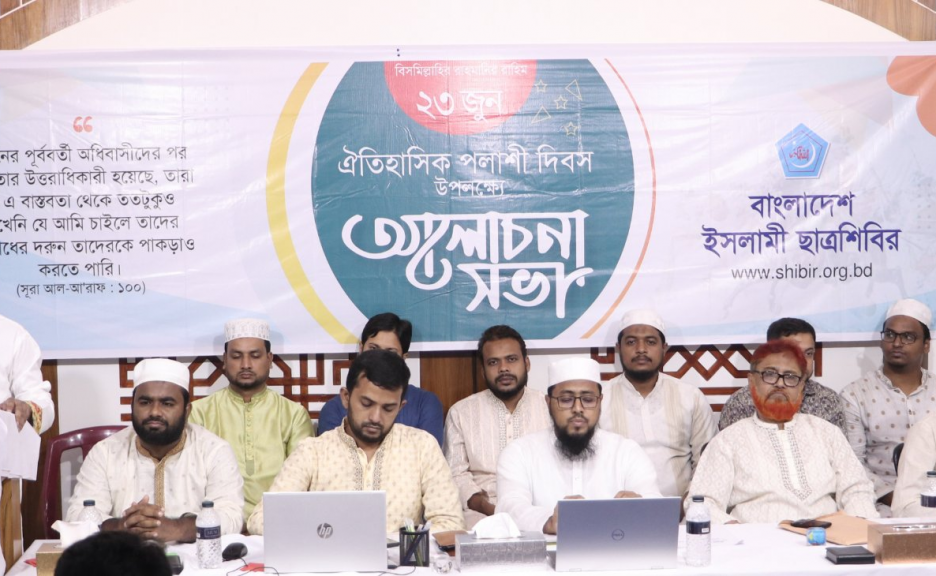 বিসমিল্লাহির রাহমানির রাহিম
২৩ জুন
ঐতিহাসিক পলাশী দিবস
উপলক্ষ্যে
আলোচনা
সভা
পূর্ববর্তী অধিবাসীদের পর
উত্তরাধিকারী হয়েছে, তারা
এ বাস্তবতা থেকে ততটুকুও
যে আমি চাইলে তাদের
দরুন তাদেরকে পাকড়াও
করতে পারি।
(সূরা আল-আ'রাফ : ১০০)
বাংলাদেশ
ইসলামী ছাত্রশিবির
www.shibir.org.bd
hp
DELL